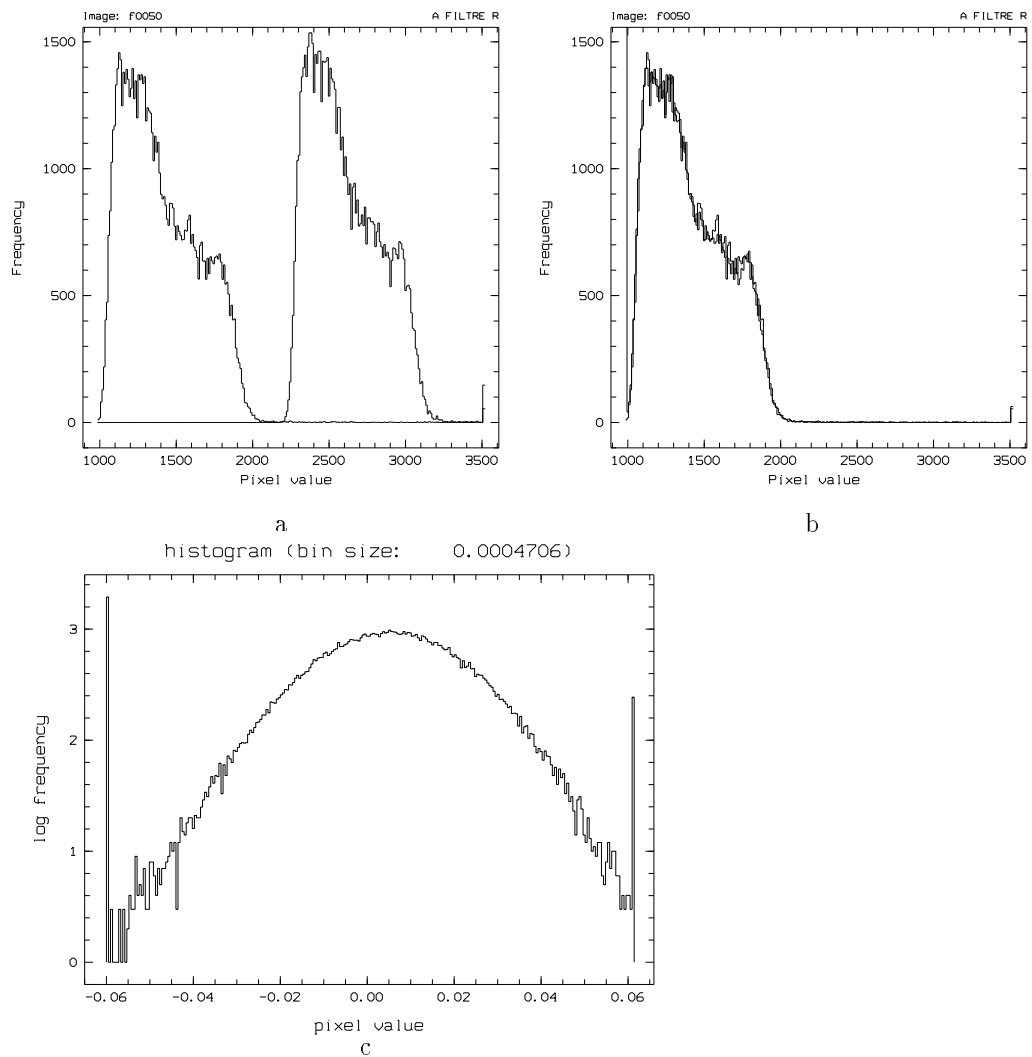 Image: f0050 A FILTRE R
1500
1000
500
0
Frequency
1000 1500 2000 2500 3000 3500
Pixel value
a
Image: f0050 A FILTRE R
1500
1000
500
0
Frequency
1000 1500 2000 2500 3000 3500
Pixel value
b
histogram (bin size: 0.0004706)
3
2
1
0
log frequency
-0.06 -0.04 -0.02 0.00 0.02 0.04 0.06
pixel value
c